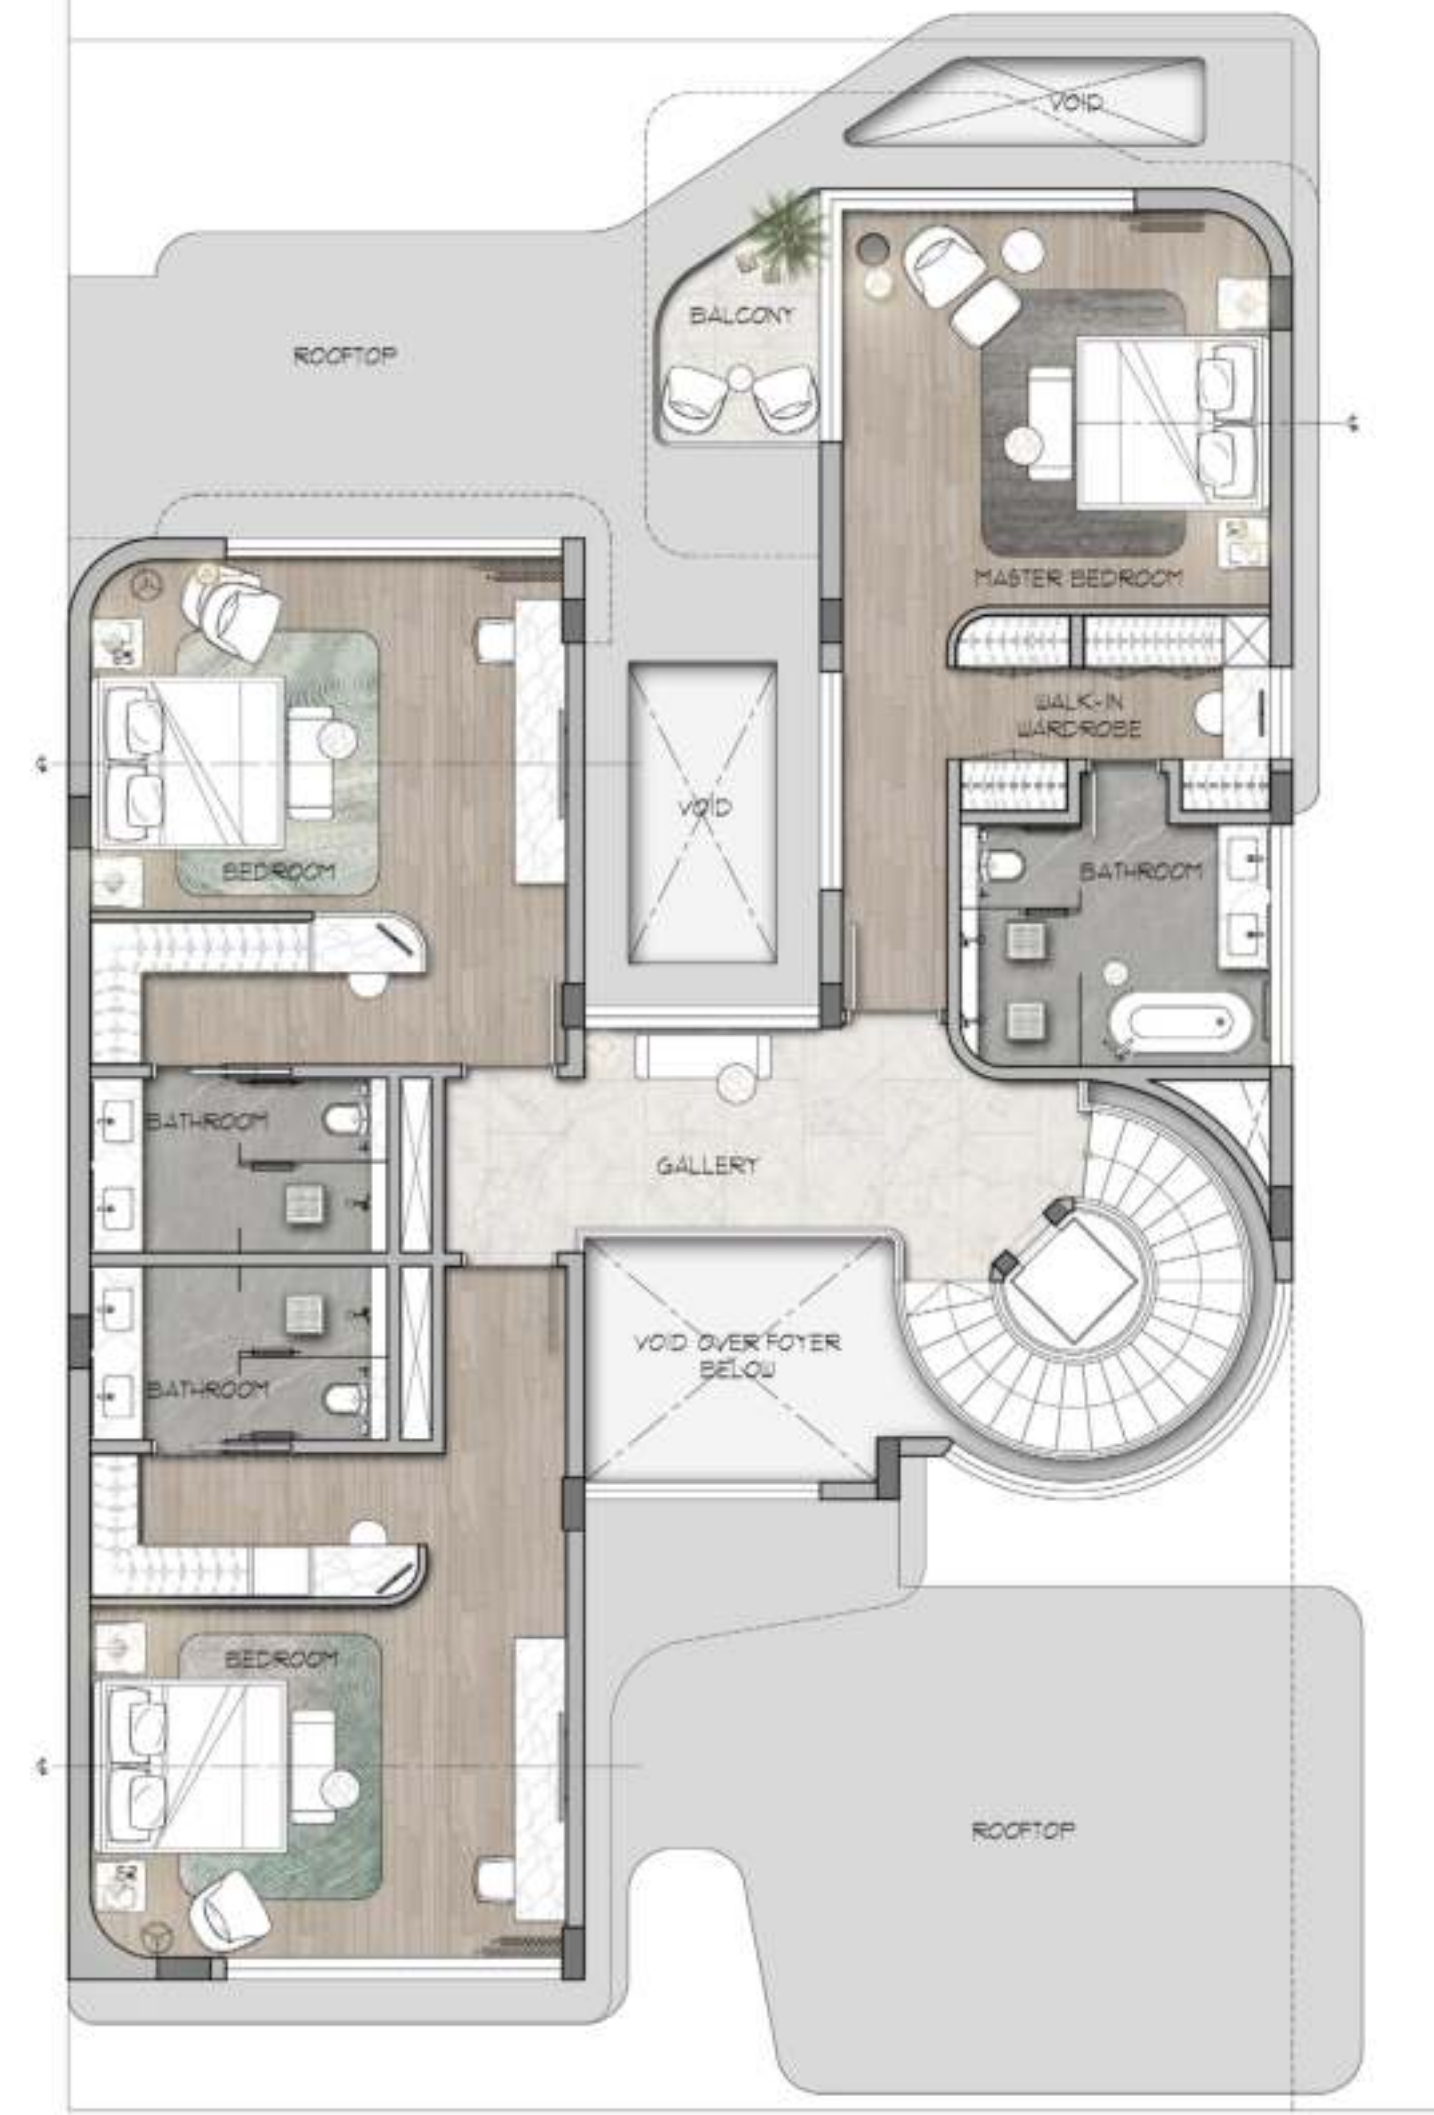 VOID
BALCONY
ROOFTOP
MASTER BEDROOM
WALK-IN
WARDROBE
VOID
BEDROOM
BATHROOM
BATHROOM
GALLERY
VOID OVER FOYER
BELOW
BATHROOM
BEDROOM
ROOFTOP